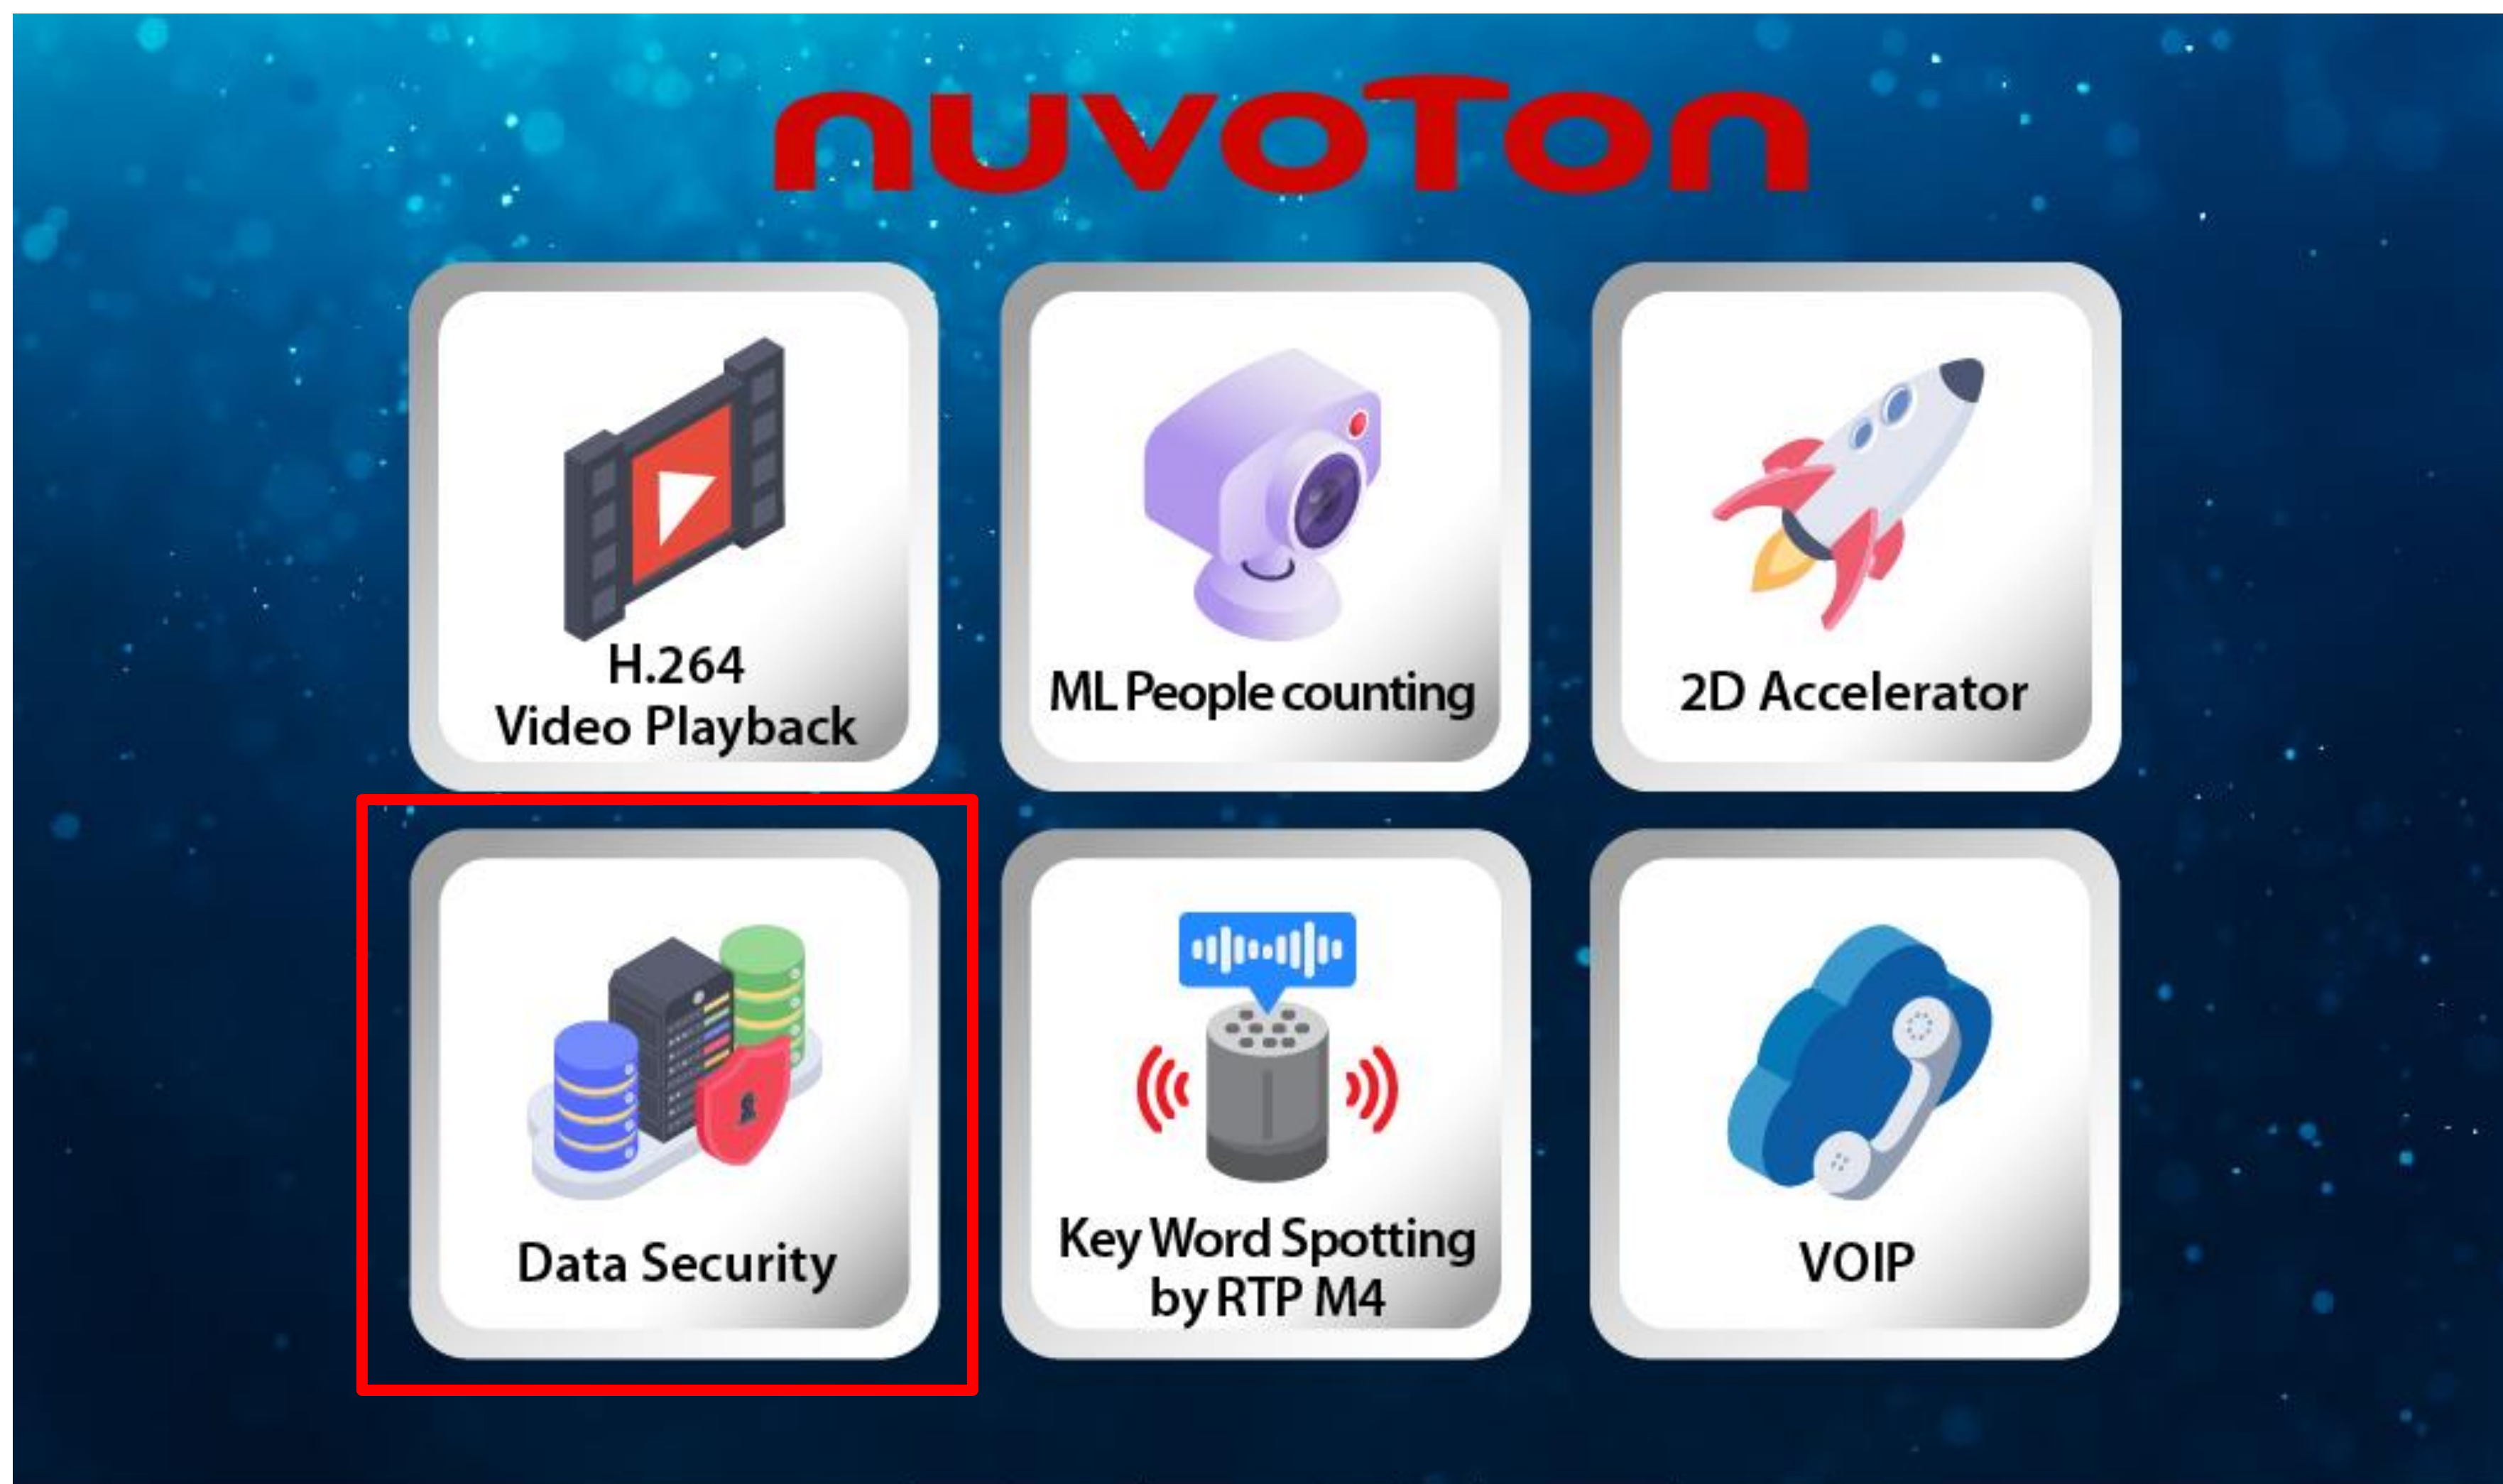 nuvoTon
H.264
Video Playback
ML People counting
2D Accelerator
Data Security
Key Word Spotting
by RTP M4
VOIP